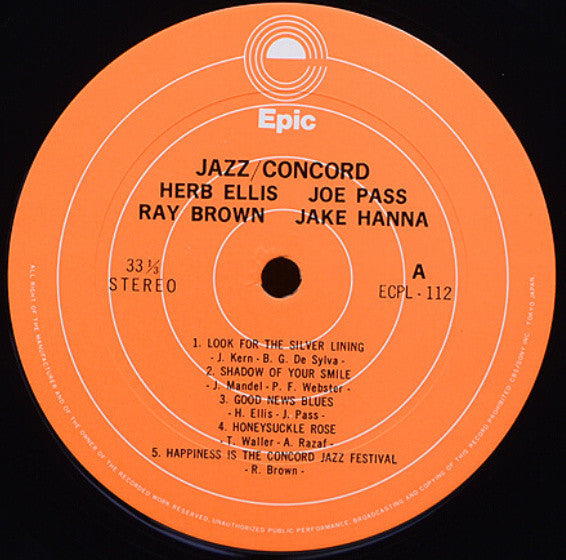 Epic
JAZZ/CONCORD
HERB ELLIS JOE PASS
RAY BROWN JAKE HANNA
33 ⅓
STEREO
A
ECPL-112
1. LOOK FOR THE SILVER LINING
- J. Kern - B. G. De Sylva -
2. SHADOW OF YOUR SMILE
- J. Mandel - P. F. Webster -
3. GOOD NEWS BLUES
- H. Ellis - J. Pass -
4. HONEYSUCKLE ROSE
- T. Waller - A. Razaf -
5. HAPPINESS IS THE CONCORD JAZZ FESTIVAL
- R. Brown -
ALL RIGHT OF THE MANUFACTURER AND OF THE OWNER OF THE RECORDED WORK RESERVED, UNAUTHORIZED PUBLIC PERFORMANCE, BROADCASTING AND COPYING OF THIS RECORD PROHIBITED CBS/SONY INC. TOKYO JAPAN.